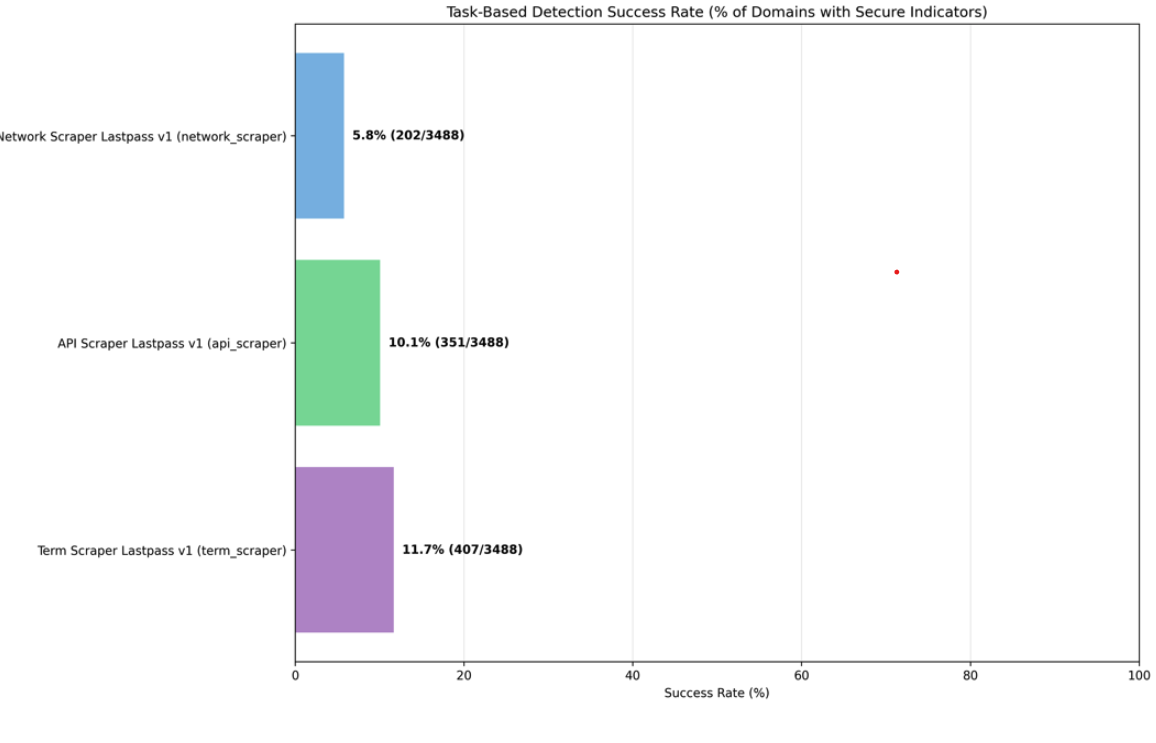 Task-Based Detection Success Rate (% of Domains with Secure Indicators)
Network Scraper Lastpass v1 (network_scraper)
5.8% (202/3488)
API Scraper Lastpass v1 (api_scraper)
10.1% (351/3488)
Term Scraper Lastpass v1 (term_scraper)
11.7% (407/3488)
0 20 40 60 80 100
Success Rate (%)